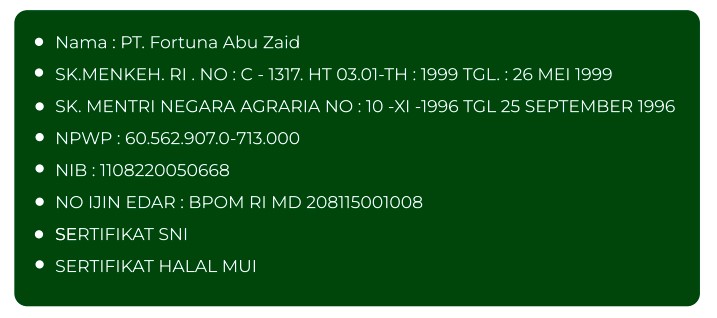 Nama : PT. Fortuna Abu Zaid
SK.MENKEH. RI . NO : C - 1317. HT 03.01-TH : 1999 TGL. : 26 MEI 1999
SK. MENTRI NEGARA AGRARIA NO : 10 -XI -1996 TGL 25 SEPTEMBER 1996
NPWP : 60.562.907.0-713.000
NIB : 1108220050668
NO IJIN EDAR : BPOM RI MD 208115001008
SERTIFIKAT SNI
SERTIFIKAT HALAL MUI